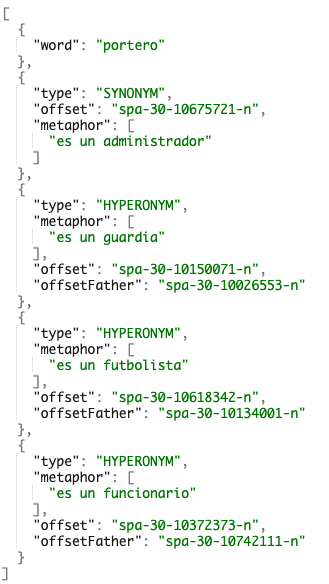 [
  {
    "word": "portero"
  },
  {
    "type": "SYNONYM",
    "offset": "spa-30-10675721-n",
    "metaphor": [
      "es un administrador"
    ]
  },
  {
    "type": "HYPERONYM",
    "metaphor": [
      "es un guardia"
    ],
    "offset": "spa-30-10150071-n",
    "offsetFather": "spa-30-10026553-n"
  },
  {
    "type": "HYPERONYM",
    "metaphor": [
      "es un futbolista"
    ],
    "offset": "spa-30-10618342-n",
    "offsetFather": "spa-30-10134001-n"
  },
  {
    "type": "HYPERONYM",
    "metaphor": [
      "es un funcionario"
    ],
    "offset": "spa-30-10372373-n",
    "offsetFather": "spa-30-10742111-n"
  }
]